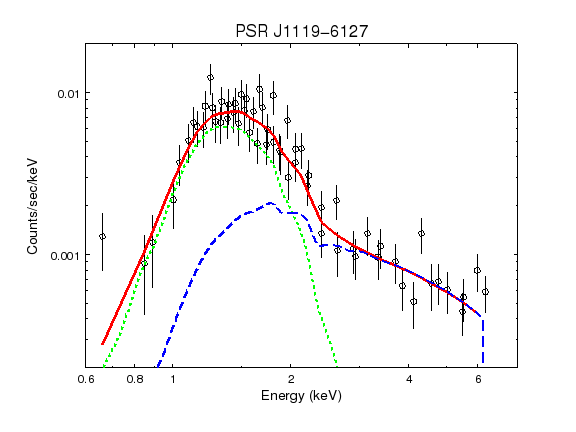 PSR J1119−6127
0.01
0.001
Counts/sec/keV
0.6 0.8 1 2 4 6
Energy (keV)